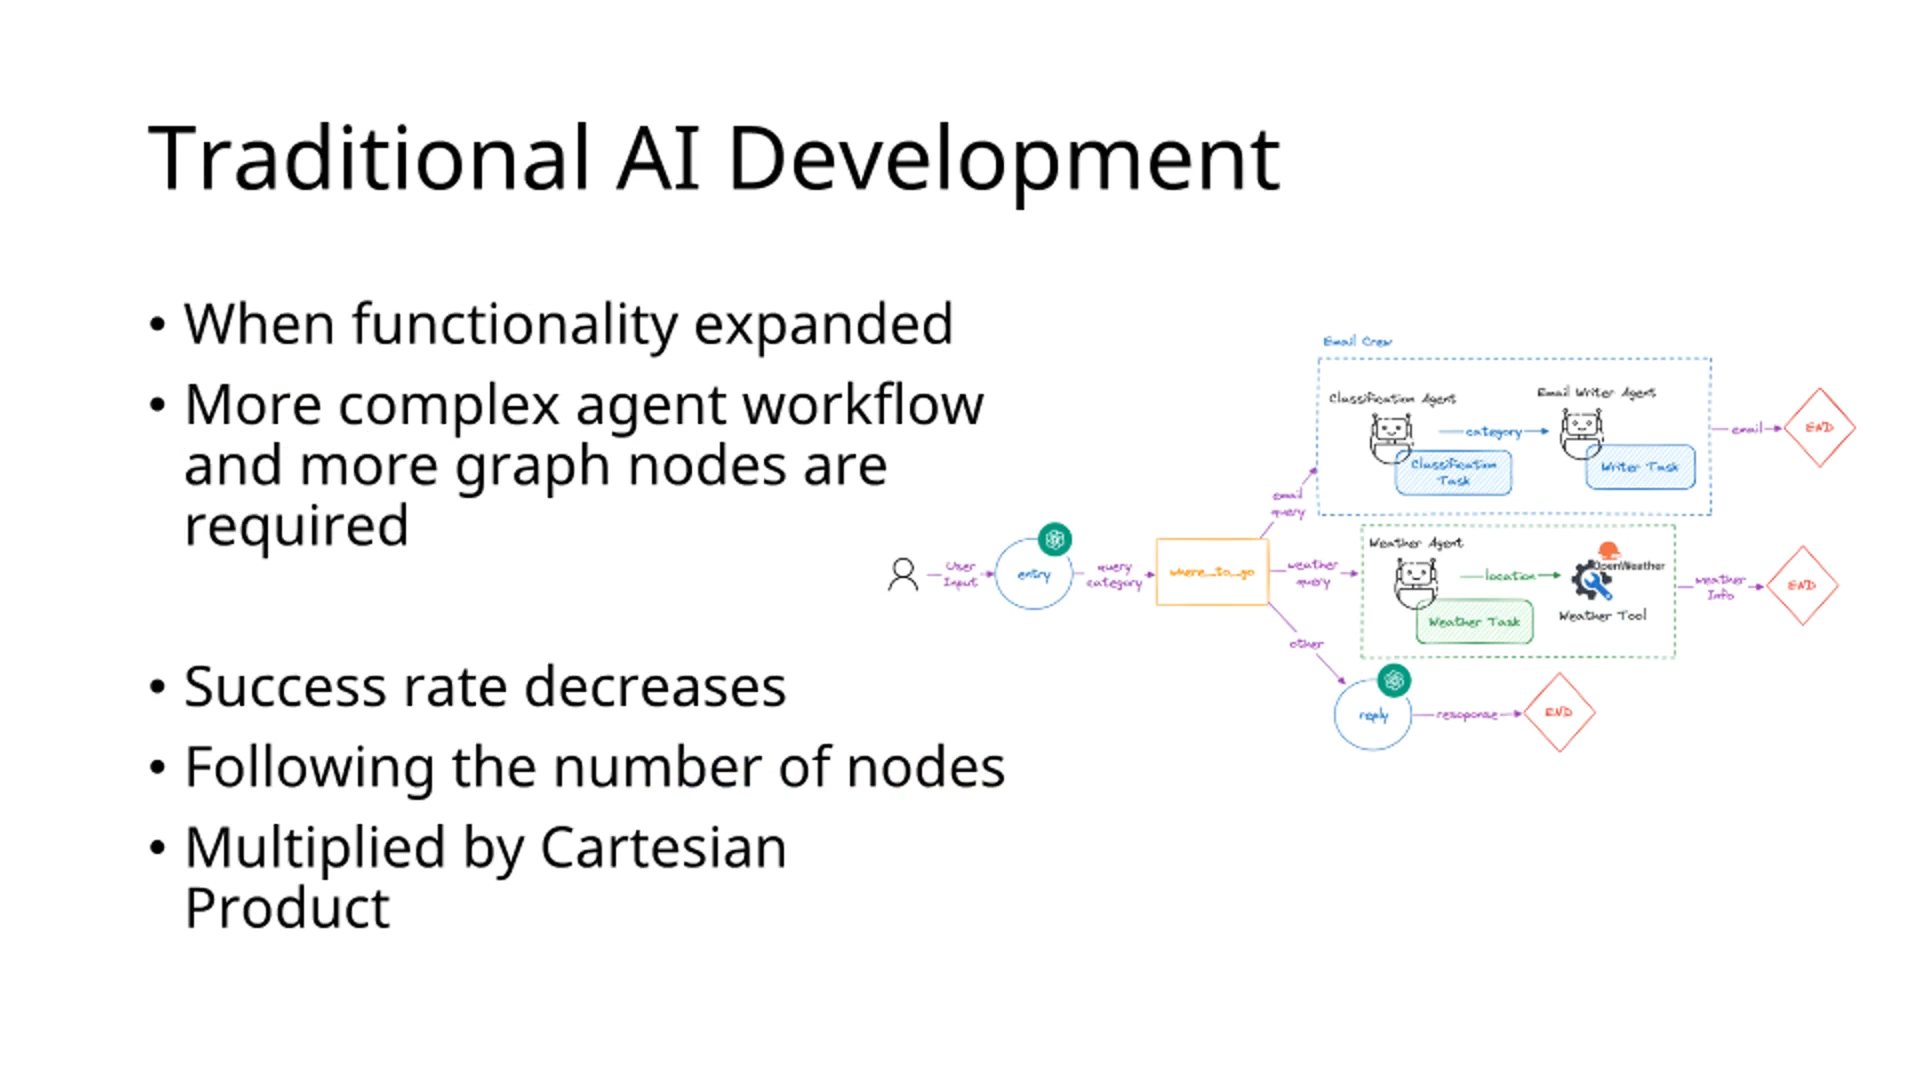 Traditional AI Development
• When functionality expanded
• More complex agent workflow
and more graph nodes are
required
• Success rate decreases
• Following the number of nodes
• Multiplied by Cartesian
Product
Email Crew
Classification Agent
Email Writer Agent
category
Classification
Task
Writer Task
email
END
email
query
User
Input
entry
query
category
where_to_go
weather
query
Weather Agent
location
OpenWeather
Weather Task
Weather Tool
weather
Info
END
other
reply
response
END